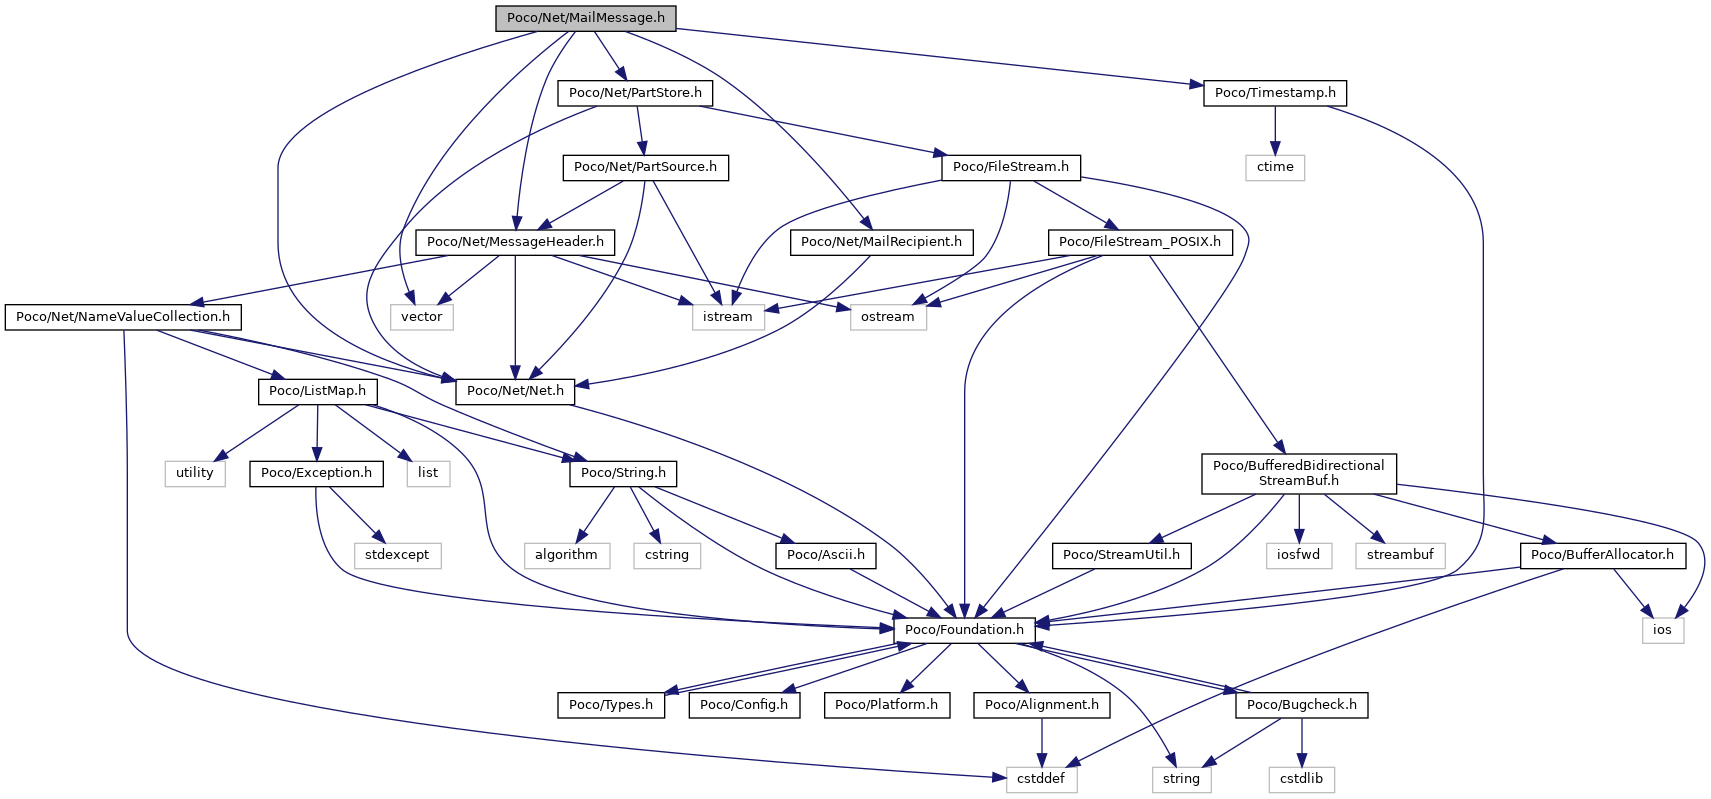 Poco/Net/MailMessage.h
Poco/Net/PartStore.h
Poco/Timestamp.h
Poco/Net/PartSource.h
Poco/FileStream.h
ctime
Poco/Net/MessageHeader.h
Poco/Net/MailRecipient.h
Poco/FileStream_POSIX.h
Poco/Net/NameValueCollection.h
vector
istream
ostream
Poco/ListMap.h
Poco/Net/Net.h
utility
Poco/Exception.h
list
Poco/String.h
Poco/BufferedBidirectional
StreamBuf.h
stdexcept
algorithm
cstring
Poco/Ascii.h
Poco/StreamUtil.h
iosfwd
streambuf
Poco/BufferAllocator.h
Poco/Foundation.h
ios
Poco/Types.h
Poco/Config.h
Poco/Platform.h
Poco/Alignment.h
Poco/Bugcheck.h
cstddef
string
cstdlib